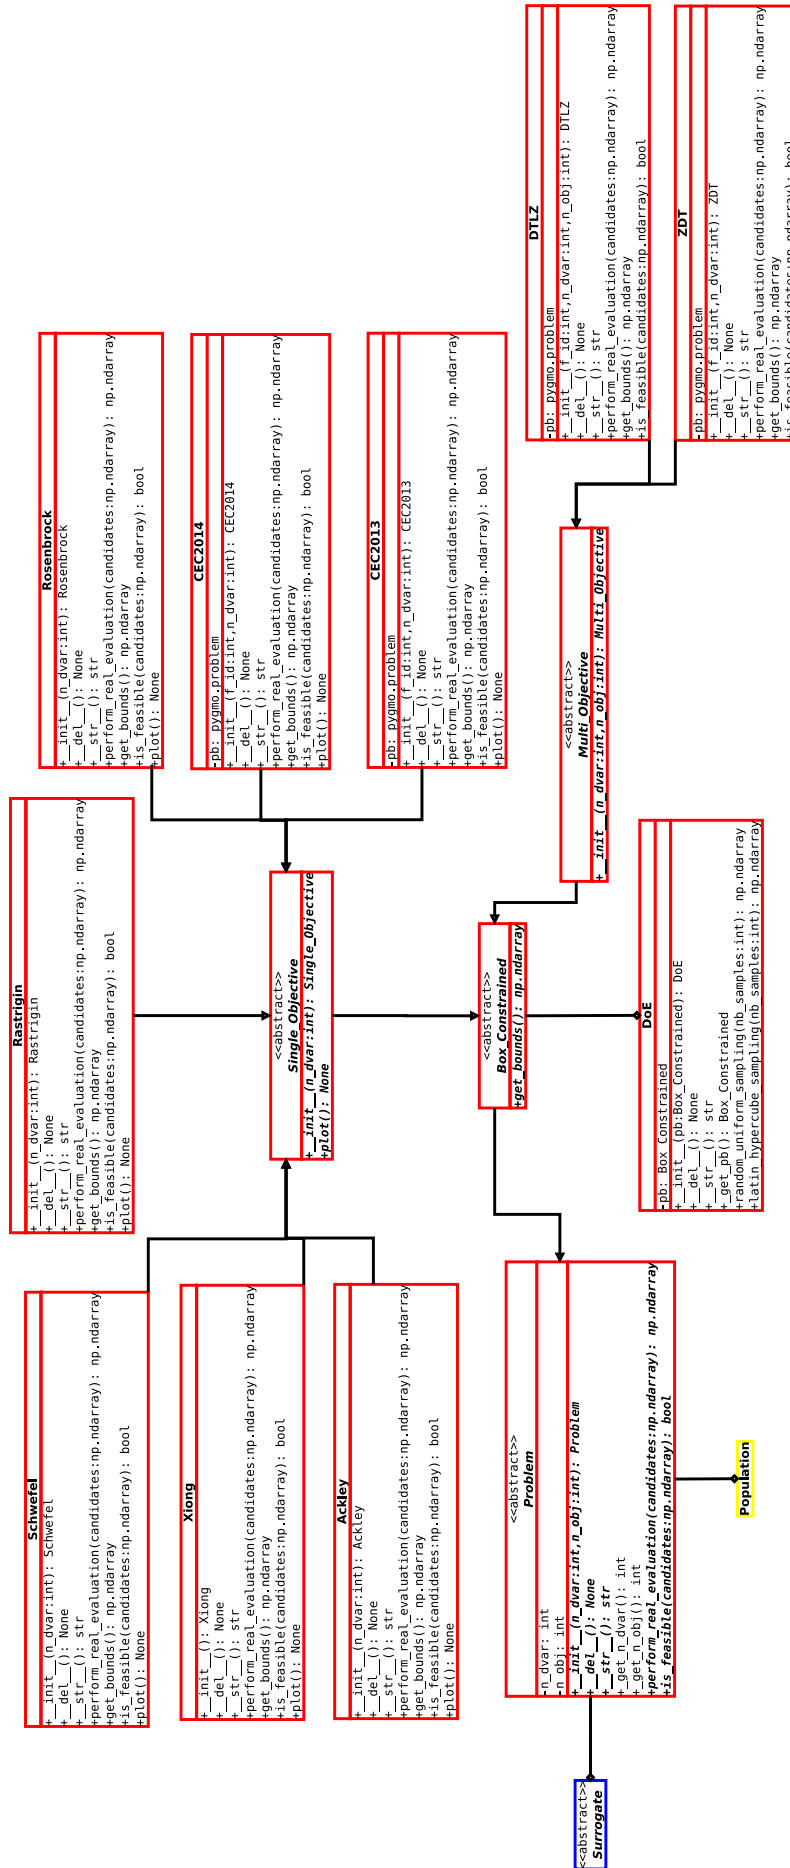 DTLZ
-pb: pygmo.problem
+__init__(f_id:int,n_dvar:int,n_obj:int): DTLZ
+__del__(): None
+__str__(): str
+perform_real_evaluation(candidates:np.ndarray): np.ndarray
+get_bounds(): np.ndarray
+is_feasible(candidates:np.ndarray): bool
ZDT
-pb: pygmo.problem
+__init__(f_id:int,n_dvar:int): ZDT
+__del__(): None
+__str__(): str
+perform_real_evaluation(candidates:np.ndarray): np.ndarray
+get_bounds(): np.ndarray
+is_feasible(candidates:np.ndarray): bool
Rosenbrock
+__init__(n_dvar:int): Rosenbrock
+__del__(): None
+__str__(): str
+perform_real_evaluation(candidates:np.ndarray): np.ndarray
+get_bounds(): np.ndarray
+is_feasible(candidates:np.ndarray): bool
+plot(): None
CEC2014
-pb: pygmo.problem
+__init__(f_id:int,n_dvar:int): CEC2014
+__del__(): None
+__str__(): str
+perform_real_evaluation(candidates:np.ndarray): np.ndarray
+get_bounds(): np.ndarray
+is_feasible(candidates:np.ndarray): bool
+plot(): None
CEC2013
-pb: pygmo.problem
+__init__(f_id:int,n_dvar:int): CEC2013
+__del__(): None
+__str__(): str
+perform_real_evaluation(candidates:np.ndarray): np.ndarray
+get_bounds(): np.ndarray
+is_feasible(candidates:np.ndarray): bool
+plot(): None
<<abstract>>
Multi_Objective
+__init__(n_dvar:int,n_obj:int): Multi_Objective
Rastrigin
+__init__(n_dvar:int): Rastrigin
+__del__(): None
+__str__(): str
+perform_real_evaluation(candidates:np.ndarray): np.ndarray
+get_bounds(): np.ndarray
+is_feasible(candidates:np.ndarray): bool
+plot(): None
<<abstract>>
Single_Objective
+__init__(n_dvar:int): Single_Objective
+plot(): None
<<abstract>>
Box_Constrained
+get_bounds(): np.ndarray
DoE
-pb: Box_Constrained
+__init__(pb:Box_Constrained): DoE
+__del__(): None
+__str__(): str
+_get_pb(): Box_Constrained
+random_uniform_sampling(nb_samples:int): np.ndarray
+latin_hypercube_sampling(nb_samples:int): np.ndarray
Schwefel
+__init__(n_dvar:int): Schwefel
+__del__(): None
+__str__(): str
+perform_real_evaluation(candidates:np.ndarray): np.ndarray
+get_bounds(): np.ndarray
+is_feasible(candidates:np.ndarray): bool
+plot(): None
Xiong
+__init__(): Xiong
+__del__(): None
+__str__(): str
+perform_real_evaluation(candidates:np.ndarray): np.ndarray
+get_bounds(): np.ndarray
+is_feasible(candidates:np.ndarray): bool
+plot(): None
Ackley
+__init__(n_dvar:int): Ackley
+__del__(): None
+__str__(): str
+perform_real_evaluation(candidates:np.ndarray): np.ndarray
+get_bounds(): np.ndarray
+is_feasible(candidates:np.ndarray): bool
+plot(): None
<<abstract>>
Problem
-n_dvar: int
-n_obj: int
+__init__(n_dvar:int,n_obj:int): Problem
+__del__(): None
+__str__(): str
+_get_n_dvar(): int
+_get_n_obj(): int
+perform_real_evaluation(candidates:np.ndarray): np.ndarray
+is_feasible(candidates:np.ndarray): bool
Population
<<abstract>>
Surrogate